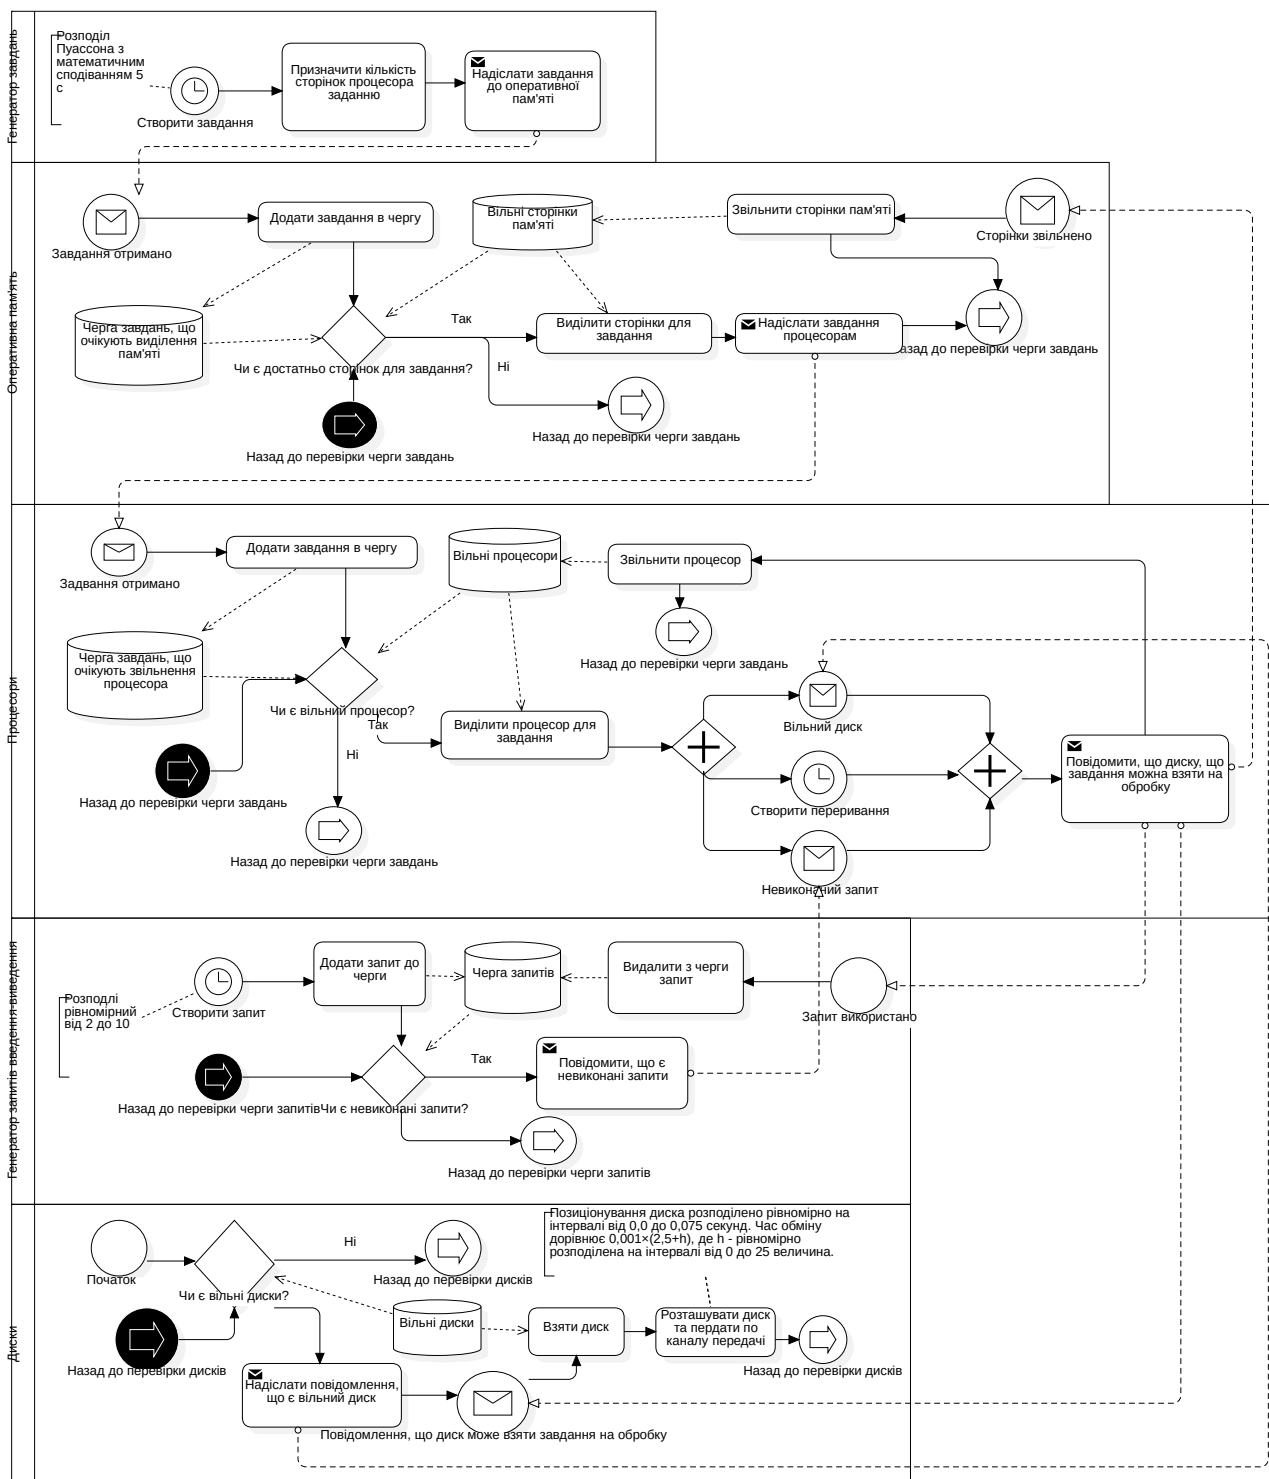 Генератор завдань
Розподіл
Пуассона з
математичним
сподіванням 5
с
Створити завдання
Призначити кількість
сторінок процесора
заданню
Надіслати завдання
до оперативної
пам'яті
Оперативна пам'ять
Завдання отримано
Додати завдання в чергу
Вільні сторінки
пам'яті
Звільнити сторінки пам'яті
Сторінки звільнено
Черга завдань, що
очікують виділення
пам'яті
Чи є достатньо сторінок для завдання?
Так
Ні
Виділити сторінки для
завдання
Надіслати завдання
процесорам
азад до перевірки черги завдань
Назад до перевірки черги завдань
Назад до перевірки черги завдань
Процесори
Задвання отримано
Додати завдання в чергу
Вільні процесори
Звільнити процесор
Назад до перевірки черги завдань
Черга завдань, що
очікують звільнення
процесора
Чи є вільний процесор?
Так
Ні
Виділити процесор для
завдання
Вільний диск
Створити переривання
Невиконаний запит
Повідомити, що диску, що
завдання можна взяти на
обробку
Назад до перевірки черги завдань
Назад до перевірки черги завдань
Генератор запитів введення-виведення
Розподлі
рівномірний
від 2 до 10
Створити запит
Додати запит до
черги
Черга запитів
Видалити з черги
запит
Запит використано
Назад до перевірки черги запитів
Чи є невиконані запити?
Так
Повідомити, що є
невиконані запити
Назад до перевірки черги запитів
Диски
Початок
Чи є вільні диски?
Ні
Назад до перевірки дисків
Позиціонування диска розподілено рівномірно на
інтервалі від 0,0 до 0,075 секунд. Час обміну
дорівнює 0,001×(2,5+h), де h - рівномірно
розподілена на інтервалі від 0 до 25 величина.
Назад до перевірки дисків
Вільні диски
Взяти диск
Розташувати диск
та пердати по
каналу передачі
Назад до перевірки дисків
Надіслати повідомлення,
що є вільний диск
Повідомлення, що диск може взяти завдання на обробку